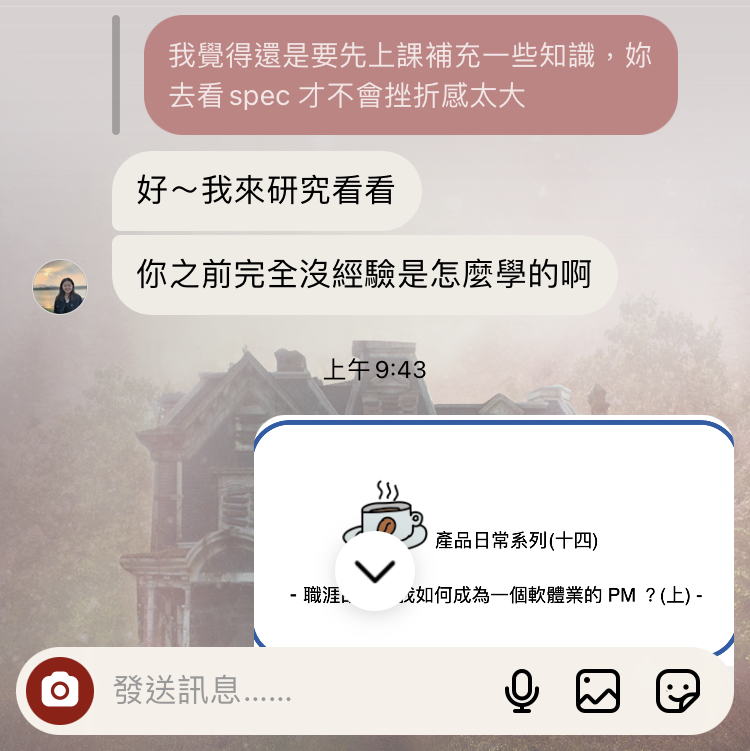 我覺得還是要先上課補充一些知識，妳
去看 spec 才不會挫折感太大
好～我來研究看看
你之前完全沒經驗是怎麼學的啊
上午 9:43
產品日常系列(十四)
- 職涯 我如何成為一個軟體業的 PM ？(上) -
發送訊息......